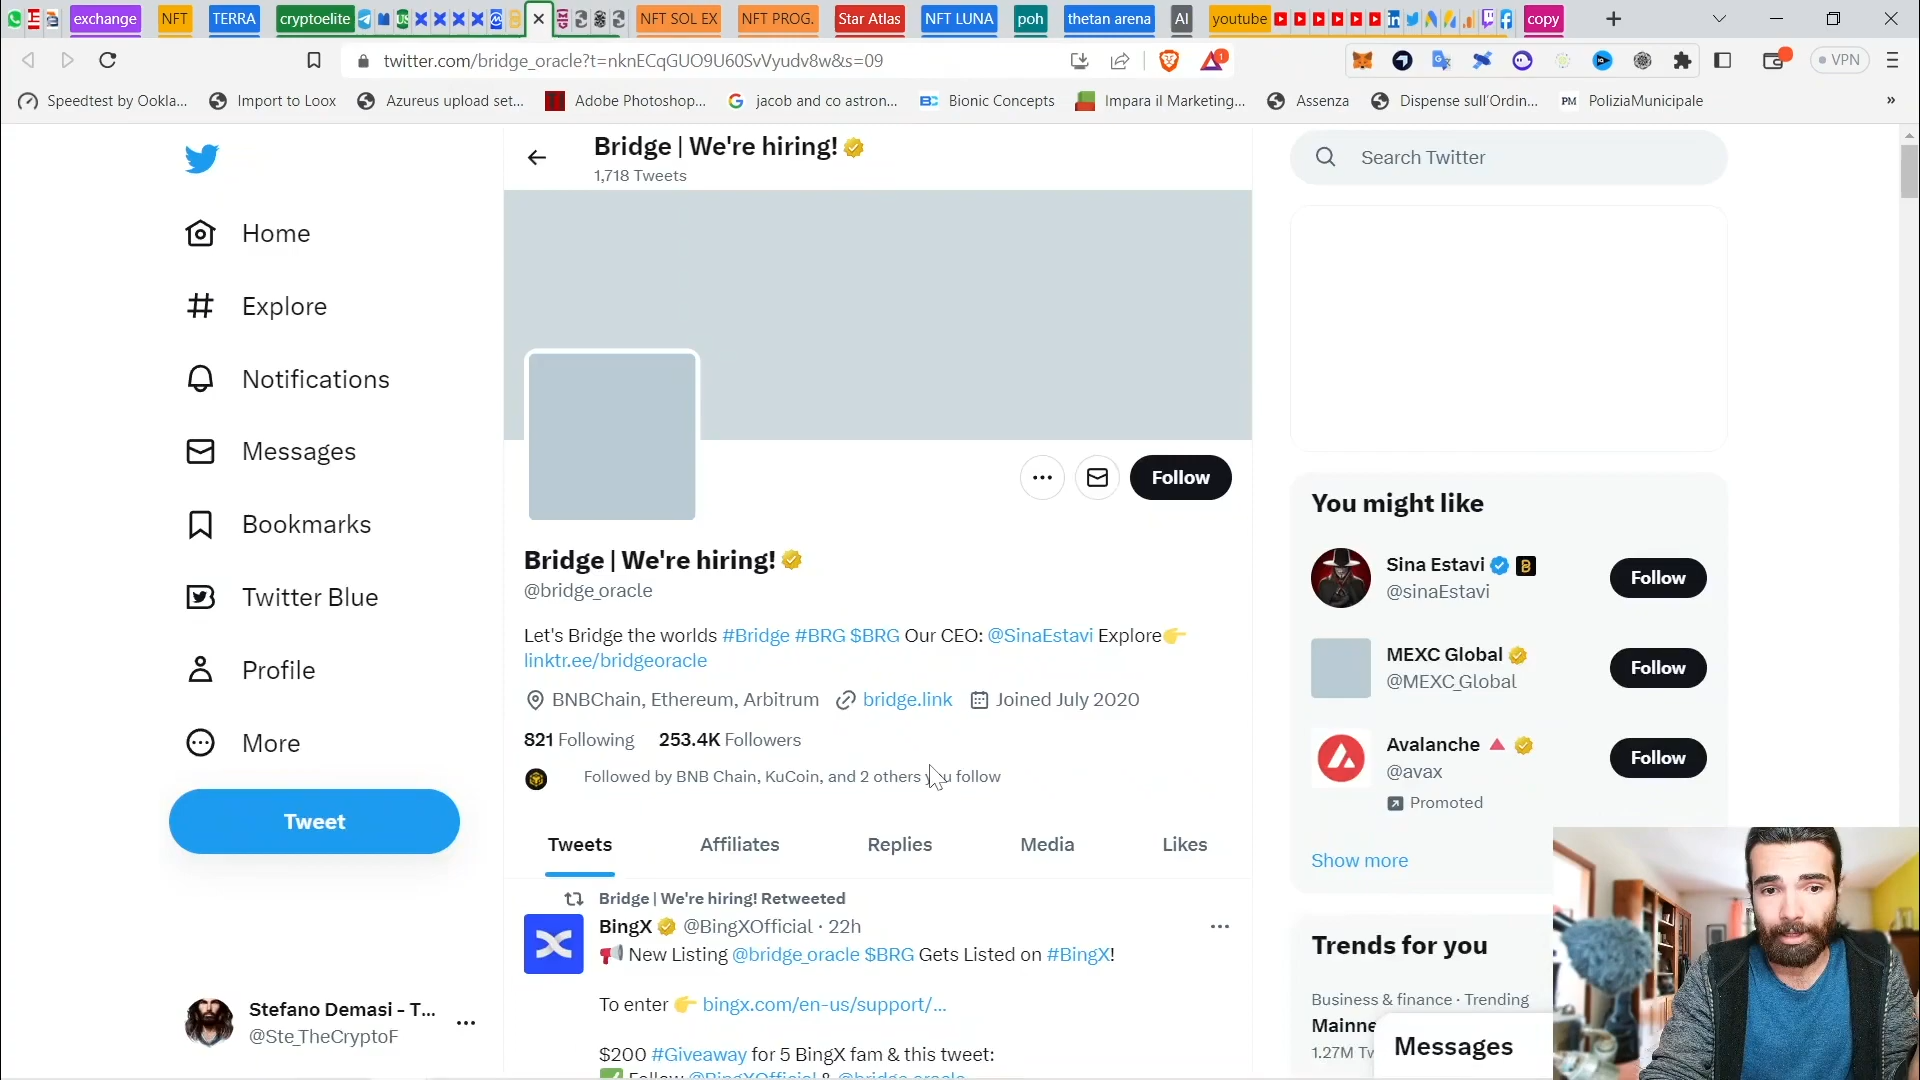 exchange NFT TERRA cryptoelite NFT SOL EX NFT PROG. Star Atlas NFT LUNA poh thetan arena AI youtube copy
twitter.com/bridge_oracle?t=nknECqGUO9U60SvVyudv8w&s=09
1
VPN
Speedtest by Ookla... Import to Loox Azureus upload set... Adobe Photoshop... jacob and co astron... Bionic Concepts Impara il Marketing... Assenza Dispense sull'Ordin... PM PoliziaMunicipale »
Bridge | We're hiring!
1,718 Tweets
Search Twitter
Home
Explore
Notifications
Messages
Bookmarks
Twitter Blue
Profile
More
Tweet
Stefano Demasi - T...
@Ste_TheCryptoF
Follow
Bridge | We're hiring!
@bridge_oracle
Let's Bridge the worlds #Bridge #BRG $BRG Our CEO: @SinaEstavi Explore👉
linktr.ee/bridgeoracle
BNBChain, Ethereum, Arbitrum bridge.link Joined July 2020
821 Following 253.4K Followers
Followed by BNB Chain, KuCoin, and 2 others you follow
Tweets Affiliates Replies Media Likes
Bridge | We're hiring! Retweeted
BingX @BingXOfficial · 22h
📢 New Listing @bridge_oracle $BRG Gets Listed on #BingX!
To enter 👉 bingx.com/en-us/support/...
$200 #Giveaway for 5 BingX fam & this tweet:
✅ Follow @BingXOfficial & @bridge_oracle
You might like
Sina Estavi
@sinaEstavi
Follow
MEXC Global
@MEXC_Global
Follow
Avalanche 🔺
@avax
Promoted
Follow
Show more
Trends for you
Business & finance · Trending
Mainne
1.27M Tw
Messages